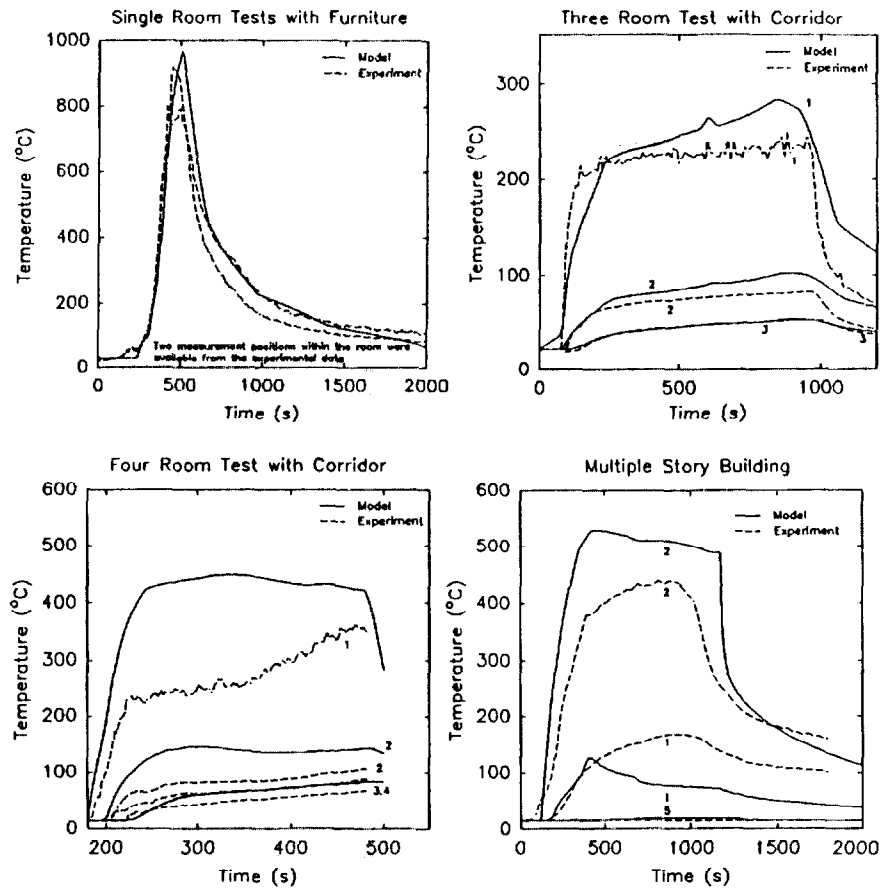 Single Room Tests with Furniture
1000
800
600
400
200
0
Temperature (°C)
Model
Experiment
Two measurement positions within the room were
available from the experimental data
0 500 1000 1500 2000
Time (s)
Three Room Test with Corridor
300
200
100
0
Temperature (°C)
Model
Experiment
1
1
2
2
3
3
0 500 1000
Time (s)
Four Room Test with Corridor
600
500
400
300
200
100
0
Temperature (°C)
Model
Experiment
1
2
2
3,4
200 300 400 500
Time (s)
Multiple Story Building
600
500
400
300
200
100
0
Temperature (°C)
Model
Experiment
2
2
1
1
5
0 500 1000 1500 2000
Time (s)